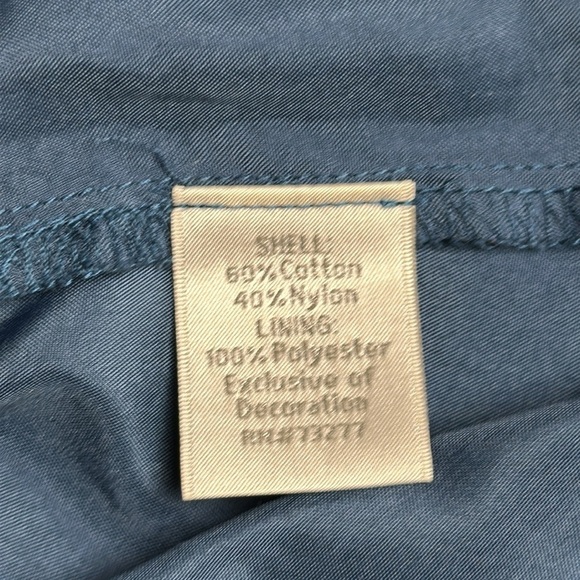 SHELL:
60% Cotton
40% Nylon
LINING:
100% Polyester
Exclusive of
Decoration
RN#73277